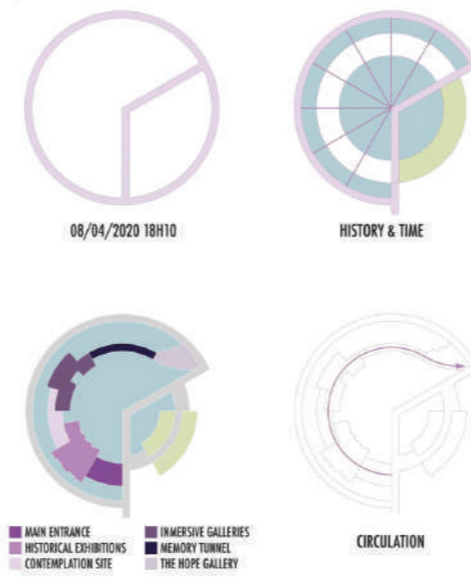 08/04/2020 18H10
HISTORY & TIME
MAIN ENTRANCE
HISTORICAL EXHIBITIONS
CONTEMPLATION SITE
INMERSIVE GALLERIES
MEMORY TUNNEL
THE HOPE GALLERY
CIRCULATION